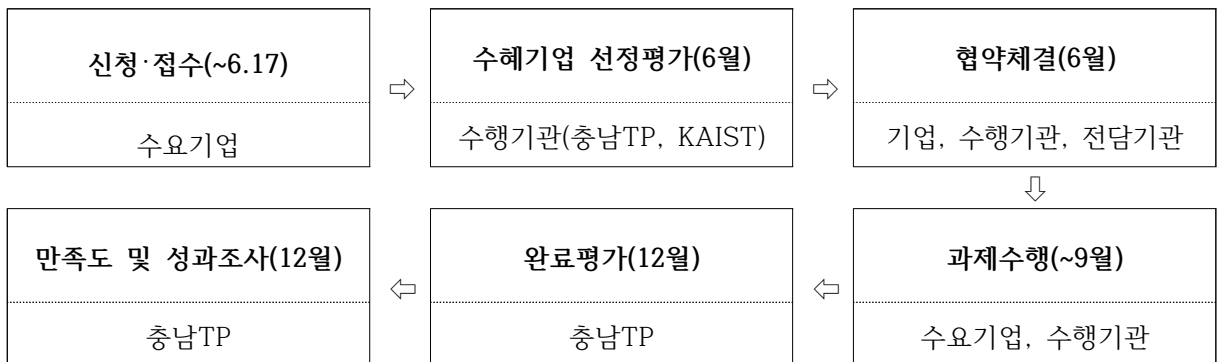 신청·접수(~6.17)
수요기업
⇨
수혜기업 선정평가(6월)
수행기관(충남TP, KAIST)
⇨
협약체결(6월)
기업, 수행기관, 전담기관
⇩
과제수행(~9월)
수요기업, 수행기관
⇦
완료평가(12월)
충남TP
⇦
만족도 및 성과조사(12월)
충남TP